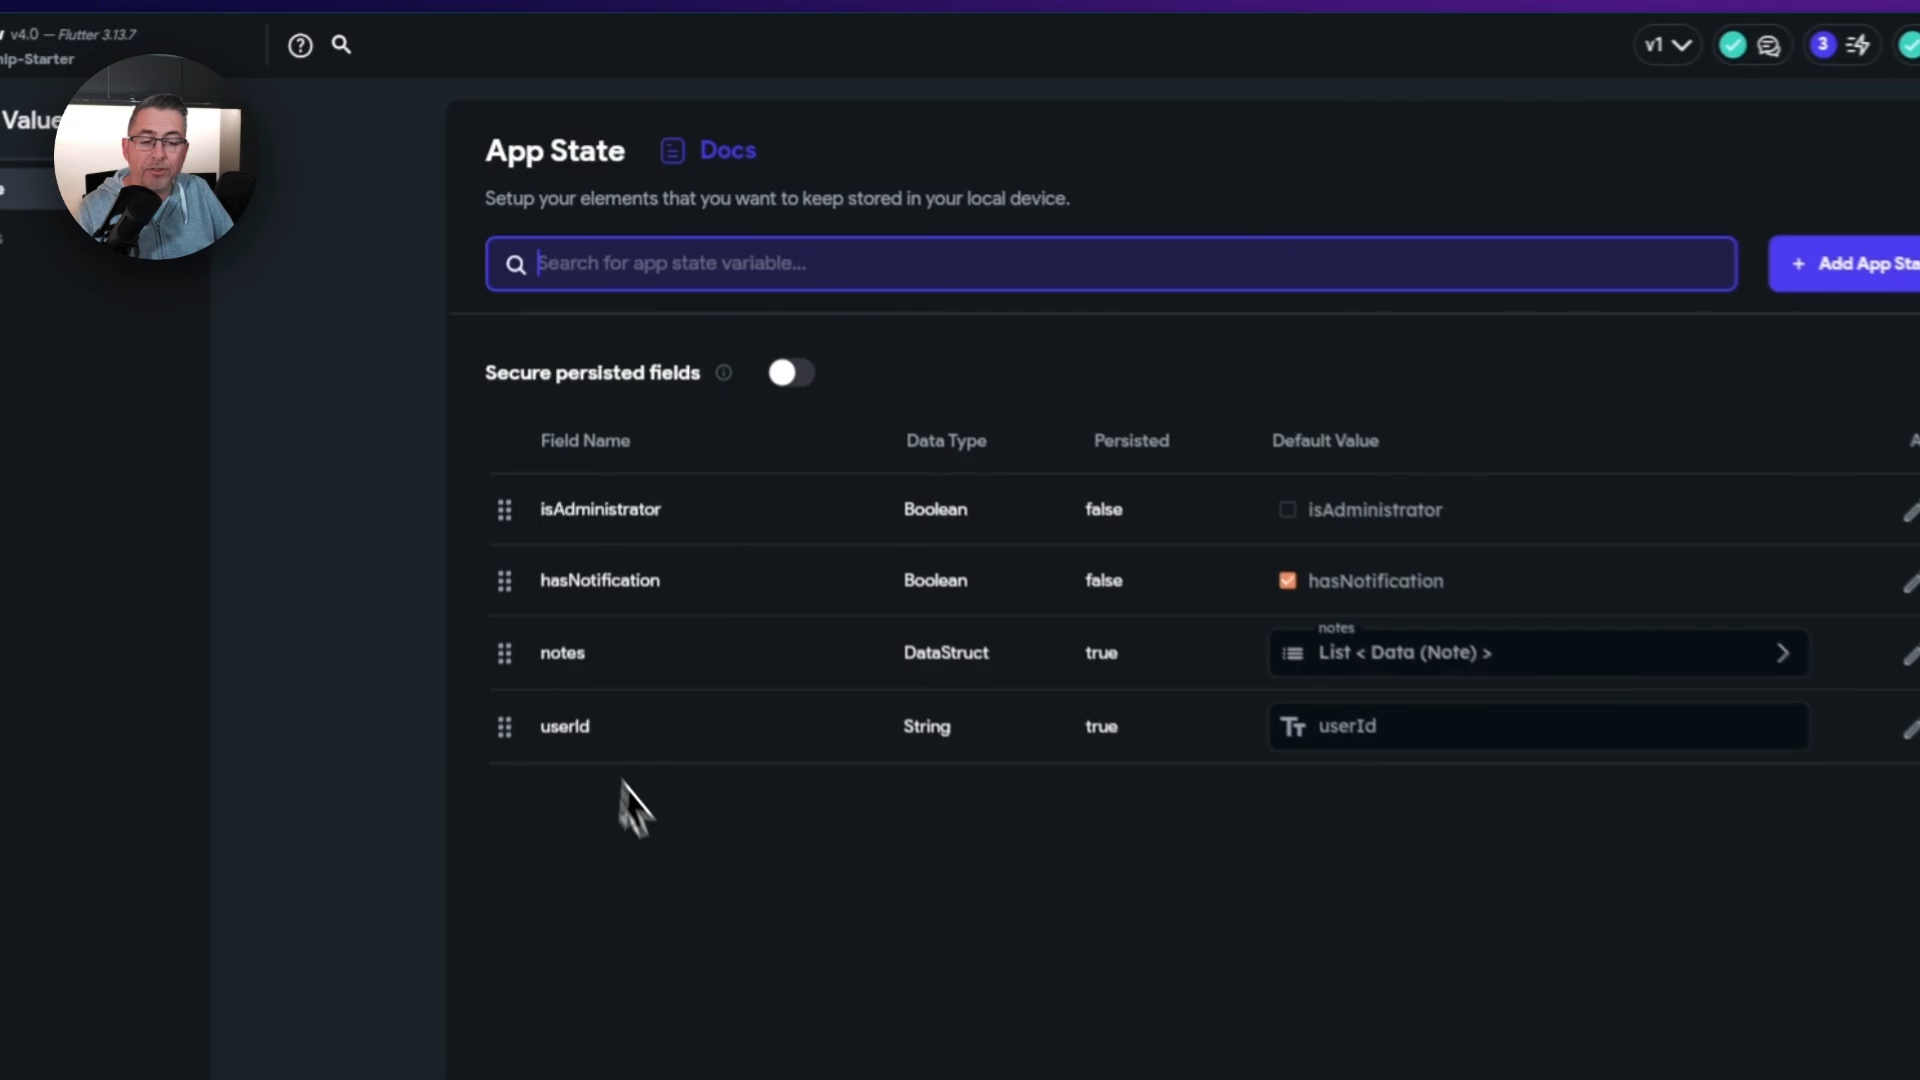 v4.0 — Flutter 3.13.7
ip-Starter
v1
3
Value
App State
Docs
Setup your elements that you want to keep stored in your local device.
Search for app state variable...
+ Add App Sta
Secure persisted fields
Field Name
Data Type
Persisted
Default Value
isAdministrator
Boolean
false
isAdministrator
hasNotification
Boolean
false
hasNotification
notes
DataStruct
true
notes
List < Data (Note) >
userId
String
true
Tт userId